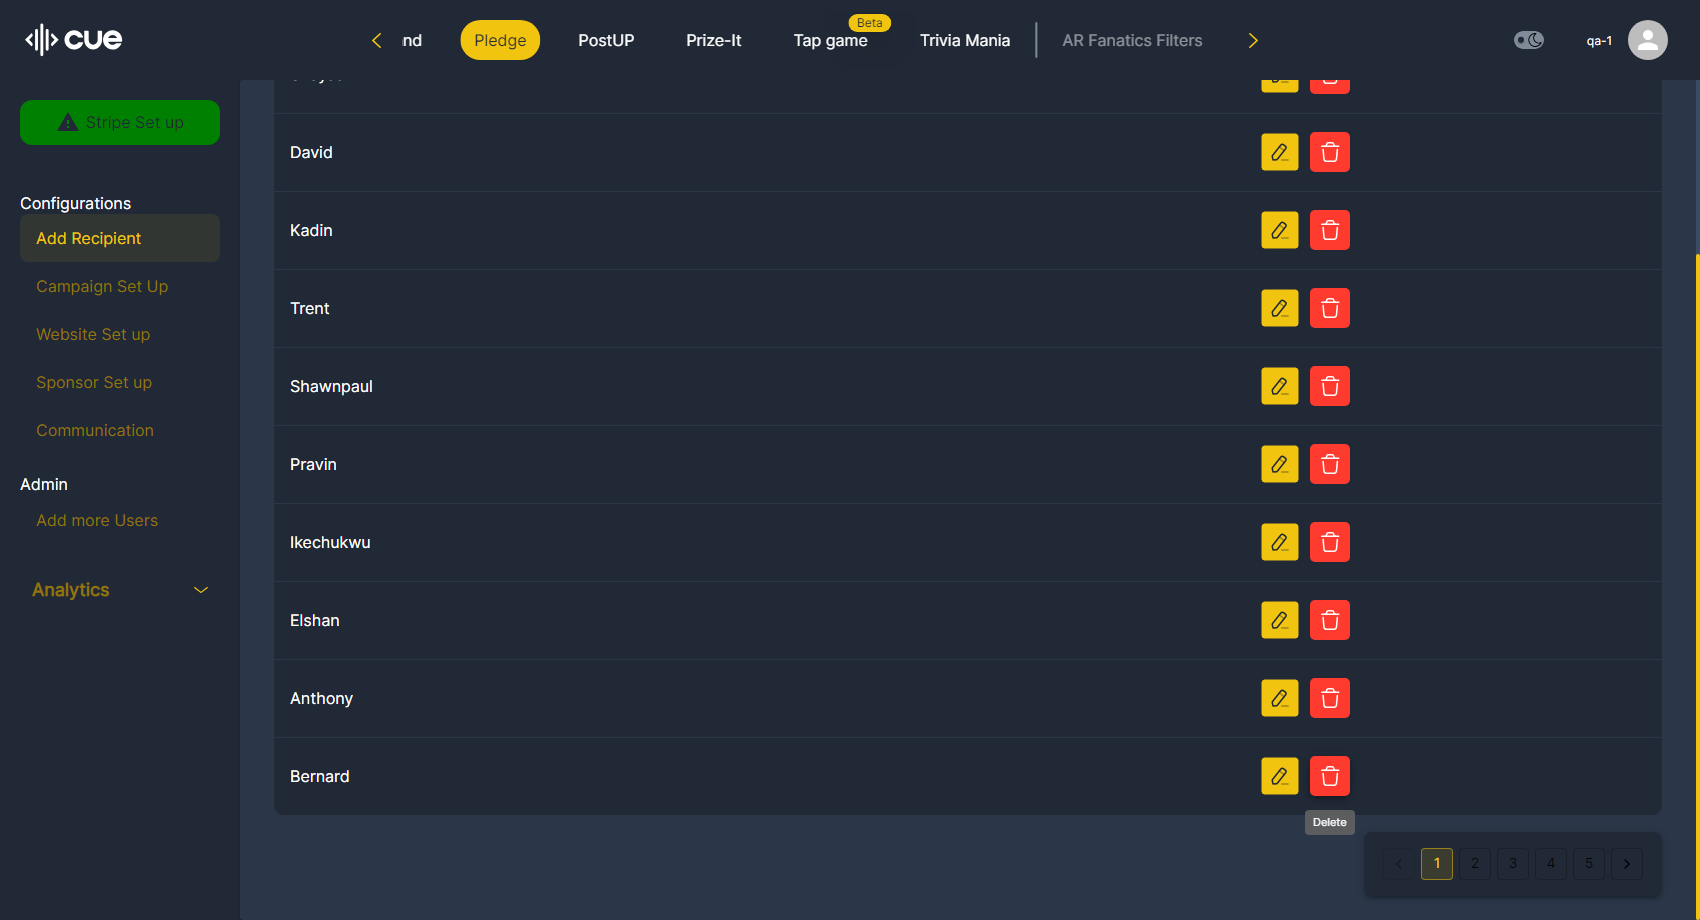 cue
Pledge
PostUP
Prize-It
Tap game
Beta
Trivia Mania
AR Fanatics Filters
qa-1
Stripe Set up
Configurations
Add Recipient
Campaign Set Up
Website Set up
Sponsor Set up
Communication
Admin
Add more Users
Analytics
David
Kadin
Trent
Shawnpaul
Pravin
Ikechukwu
Elshan
Anthony
Bernard
Delete
1 2 3 4 5